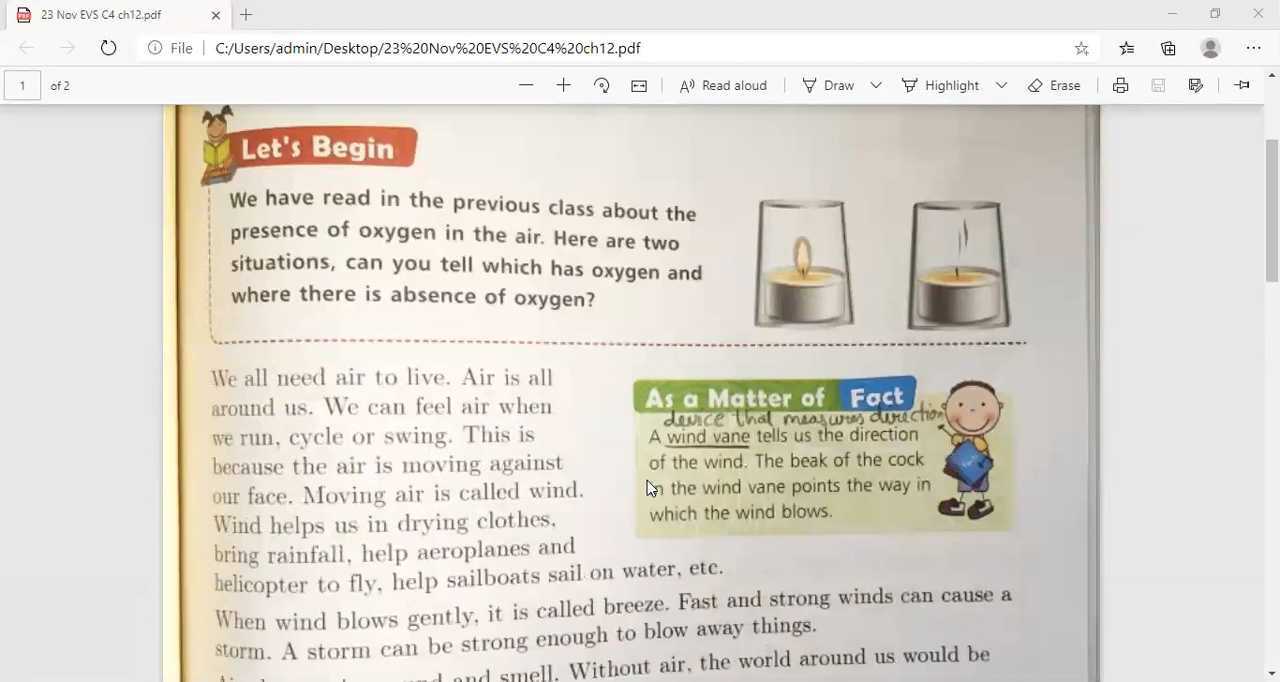 23 Nov EVS C4 ch12.pdf
File
C:/Users/admin/Desktop/23%20Nov%20EVS%20C4%20ch12.pdf
1 of 2
Read aloud
Draw
Highlight
Erase
Let's Begin
We have read in the previous class about the
presence of oxygen in the air. Here are two
situations, can you tell which has oxygen and
where there is absence of oxygen?
We all need air to live. Air is all
around us. We can feel air when
we run, cycle or swing. This is
because the air is moving against
our face. Moving air is called wind.
Wind helps us in drying clothes,
bring rainfall, help aeroplanes and
helicopter to fly, help sailboats sail on water, etc.
As a Matter of Fact
device that measures direction
A wind vane tells us the direction
of the wind. The beak of the cock
the wind vane points the way in
which the wind blows.
When wind blows gently, it is called breeze. Fast and strong winds can cause a
storm. A storm can be strong enough to blow away things.
and smell. Without air, the world around us would be